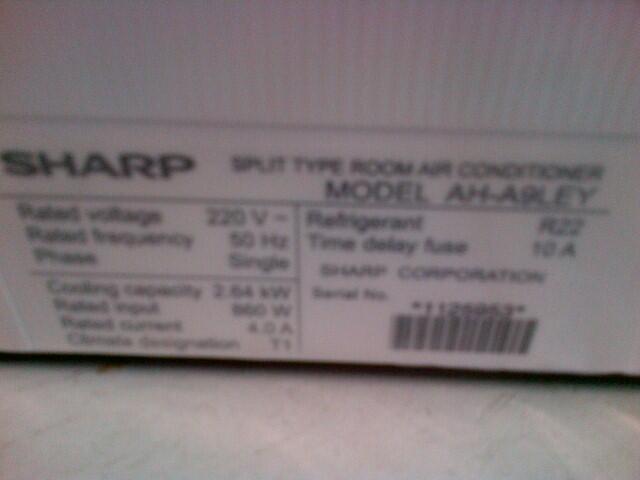 SHARP SPLIT TYPE ROOM AIR CONDITIONER
MODEL AH-A9LEY
Rated voltage 220 V ~
Rated frequency 50 Hz
Phase Single
Cooling capacity 2.64 kW
Rated input 860 W
Rated current 4.0 A
Climate designation T1
Refrigerant R22
Time delay fuse 10 A
SHARP CORPORATION
Serial No.